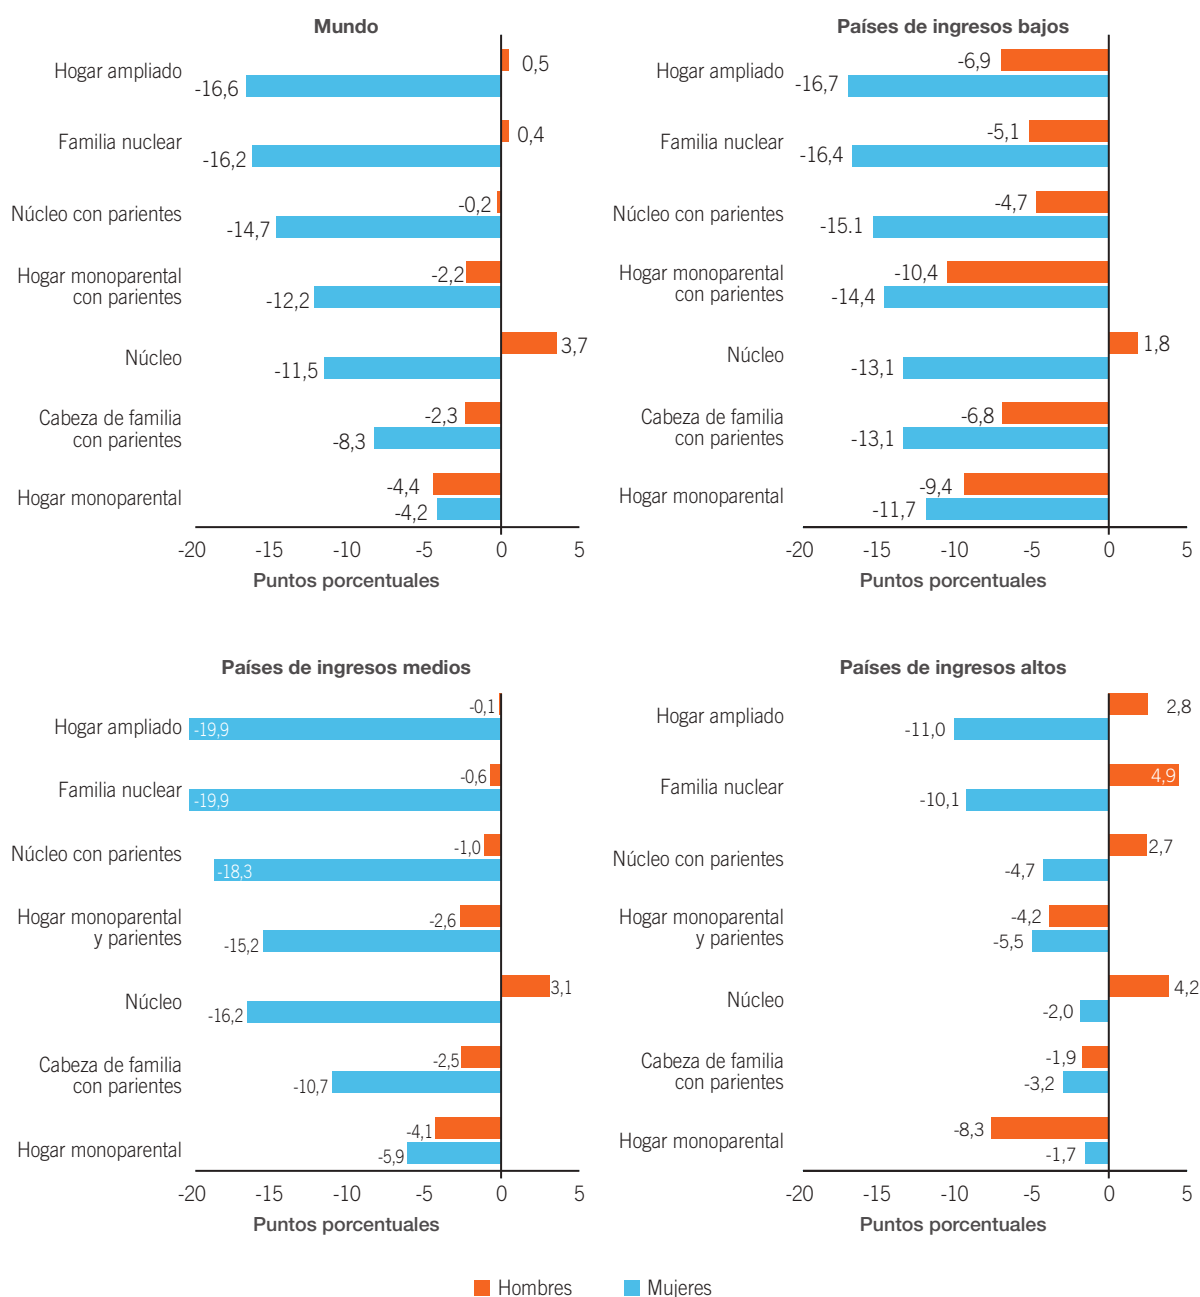 Mundo
Hogar ampliado
0,5
-16,6
Familia nuclear
0,4
-16,2
Núcleo con parientes
-0,2
-14,7
Hogar monoparental
con parientes
-2,2
-12,2
Núcleo
3,7
-11,5
Cabeza de familia
con parientes
-2,3
-8,3
Hogar monoparental
-4,4
-4,2
-20 -15 -10 -5 0 5
Puntos porcentuales
Países de ingresos bajos
Hogar ampliado
-6,9
-16,7
Familia nuclear
-5,1
-16,4
Núcleo con parientes
-4,7
-15.1
Hogar monoparental
con parientes
-10,4
-14,4
Núcleo
1,8
-13,1
Cabeza de familia
con parientes
-6,8
-13,1
Hogar monoparental
-9,4
-11,7
-20 -15 -10 -5 0 5
Puntos porcentuales
Países de ingresos medios
Hogar ampliado
-0,1
-19,9
Familia nuclear
-0,6
-19,9
Núcleo con parientes
-1,0
-18,3
Hogar monoparental
y parientes
-2,6
-15,2
Núcleo
3,1
-16,2
Cabeza de familia
con parientes
-2,5
-10,7
Hogar monoparental
-4,1
-5,9
-20 -15 -10 -5 0 5
Puntos porcentuales
Países de ingresos altos
Hogar ampliado
2,8
-11,0
Familia nuclear
4,9
-10,1
Núcleo con parientes
2,7
-4,7
Hogar monoparental
y parientes
-4,2
-5,5
Núcleo
4,2
-2,0
Cabeza de familia
con parientes
-1,9
-3,2
Hogar monoparental
-8,3
-1,7
-20 -15 -10 -5 0 5
Puntos porcentuales
Hombres Mujeres